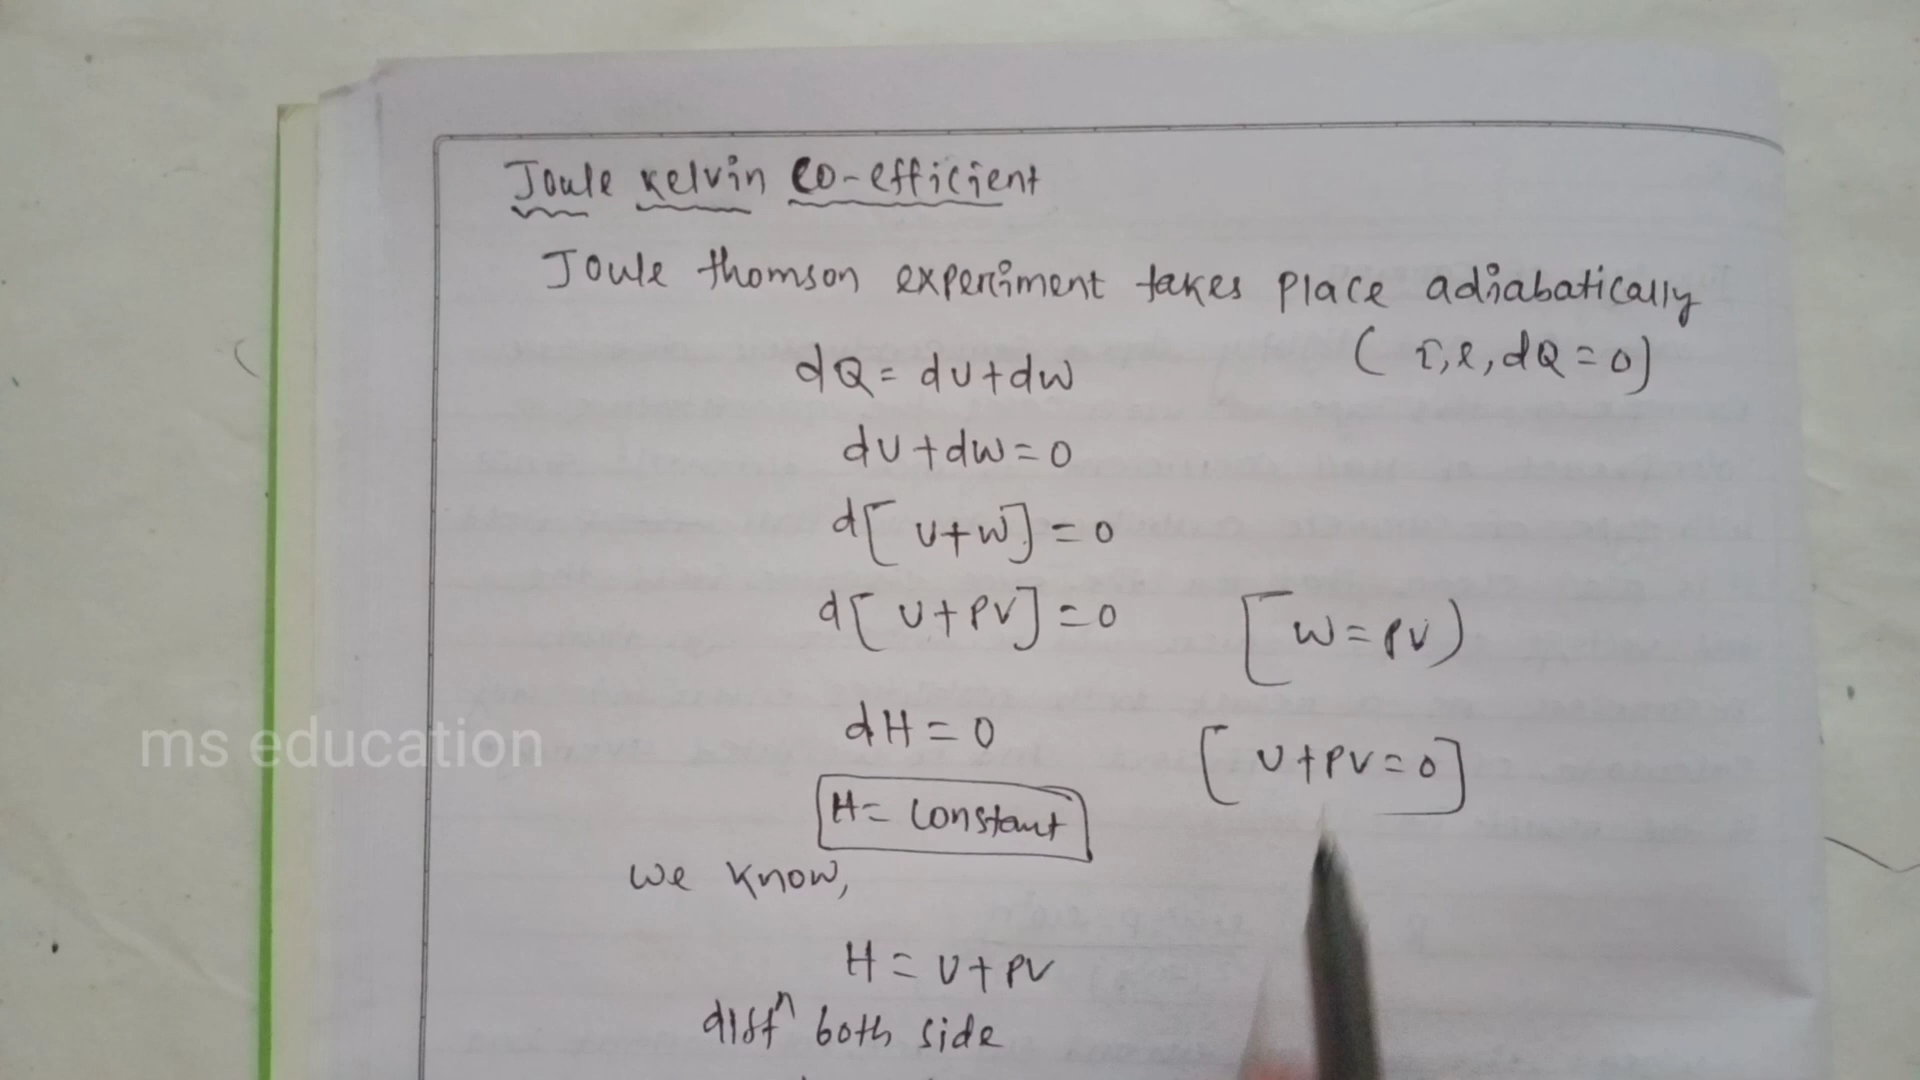 Joule kelvin co-efficient
Joule thomson experiment takes place adiabatically
(i,e, dQ=0)
dQ = dU+dW
dU+dW=0
d[U+W]=0
d[U+PV]=0 [W=PV)
dH=0 [U+PV=0]
H= constant
we know,
H=U+PV
diffⁿ both side
ms education